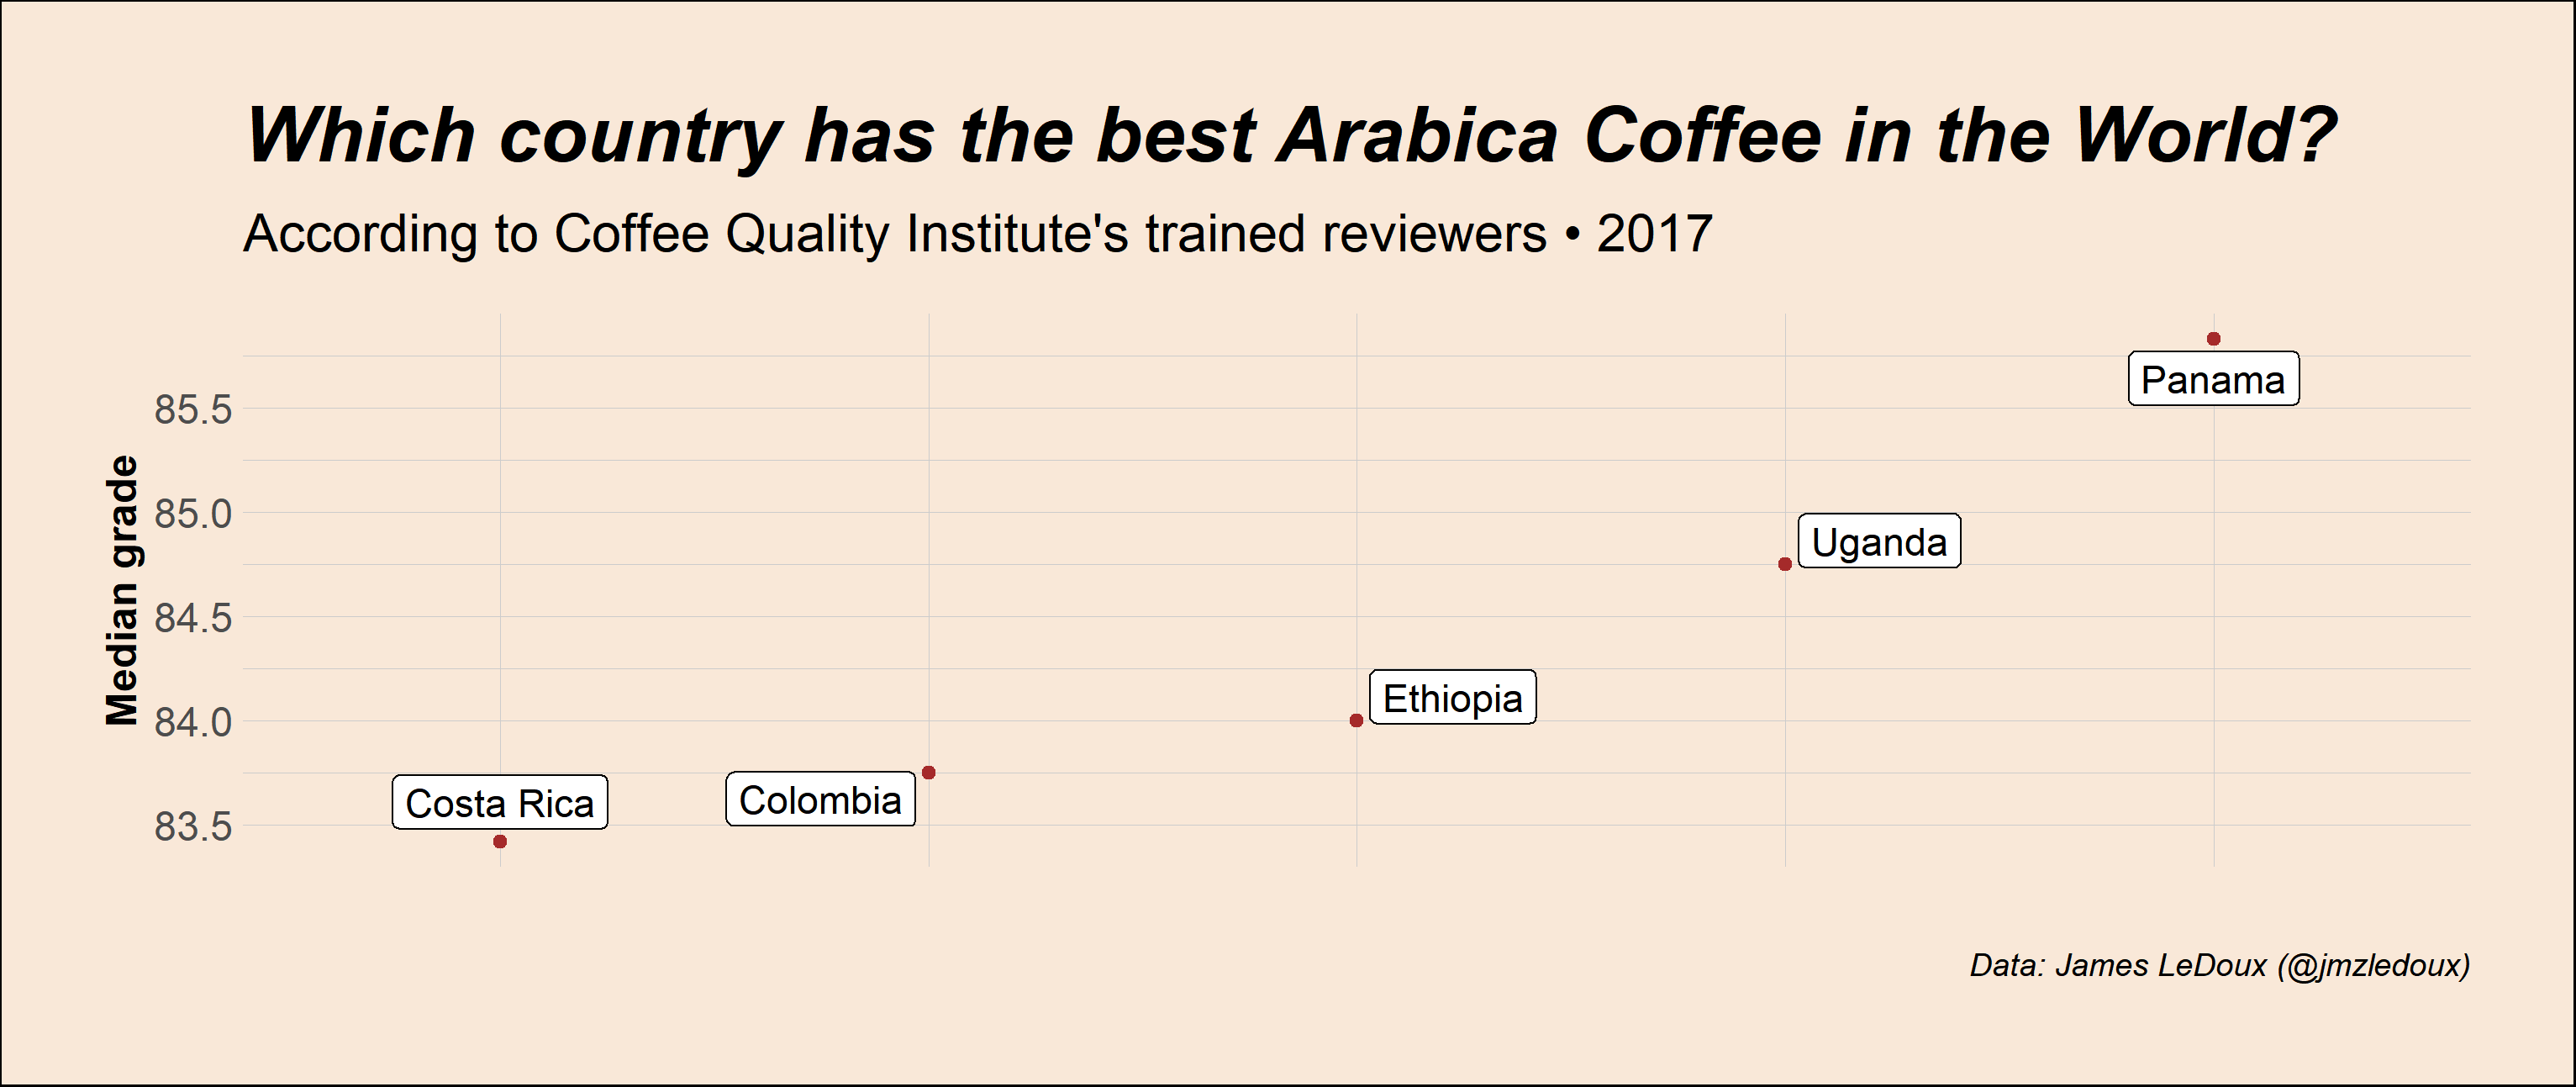 Which country has the best Arabica Coffee in the World?
According to Coffee Quality Institute's trained reviewers • 2017
Median grade
85.5
85.0
84.5
84.0
83.5
Panama
Uganda
Ethiopia
Costa Rica
Colombia
Data: James LeDoux (@jmzledoux)